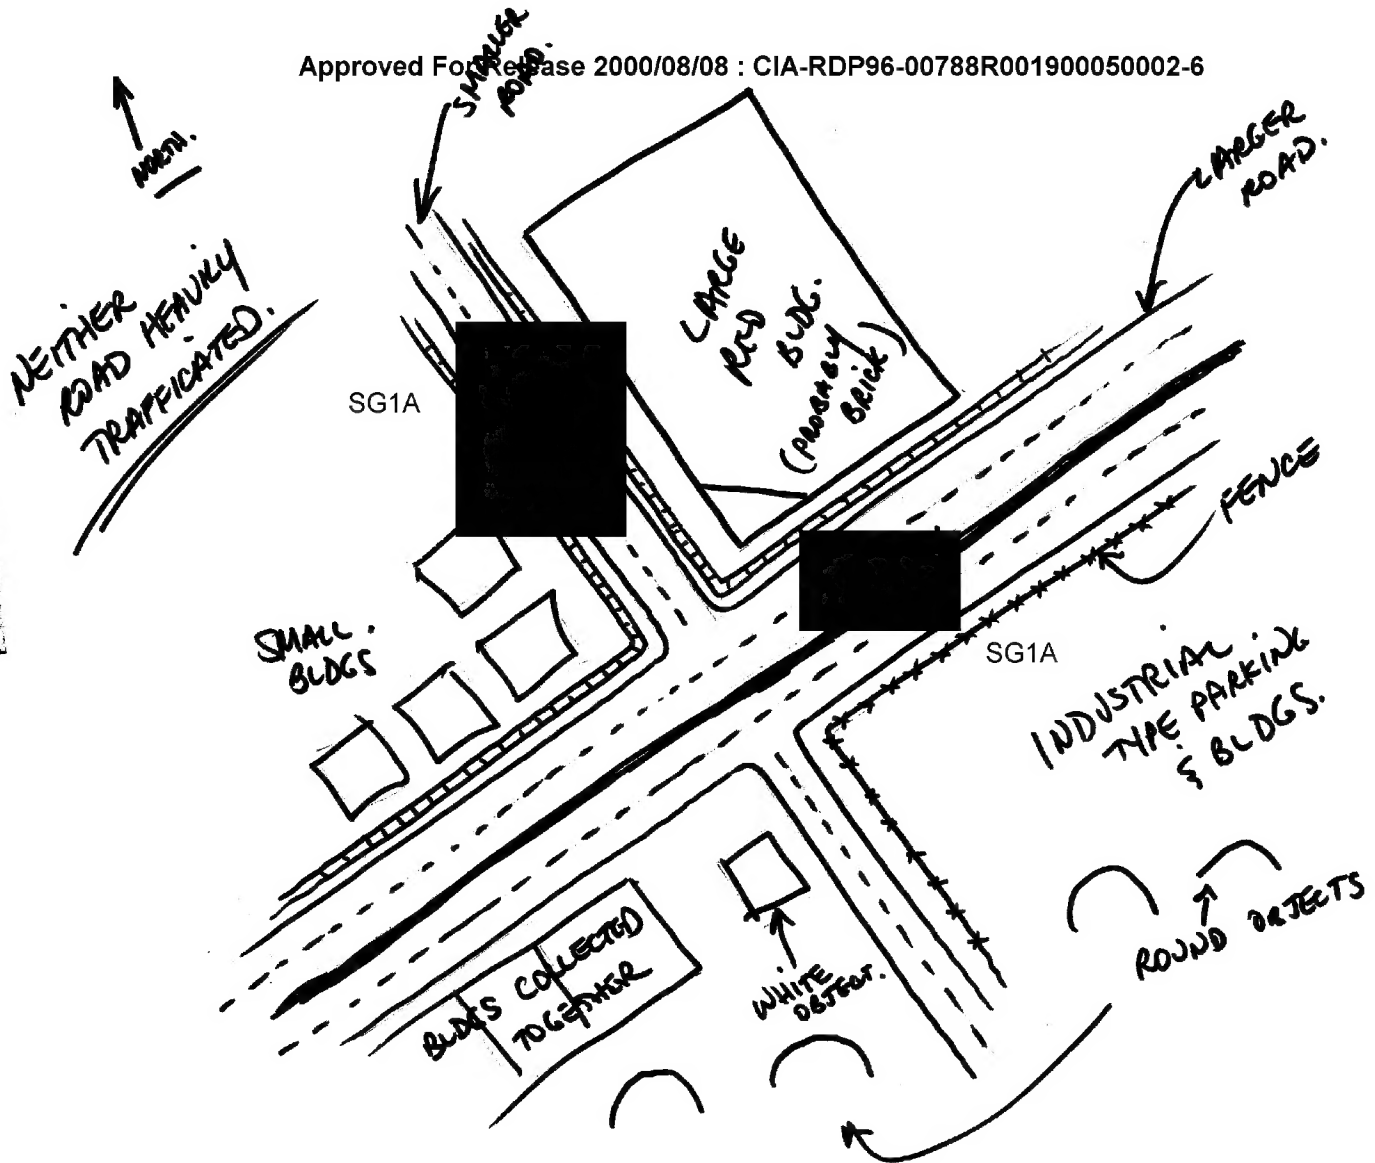 Approved For Release 2000/08/08 : CIA-RDP96-00788R001900050002-6
SMALLER
ROAD.
NORTH.
LARGER
ROAD.
NEITHER
ROAD HEAVILY
TRAFFICATED.
LARGE
RED
BLDG.
(PROBABLY
BRICK)
SG1A
FENCE
SMALL.
BLDGS
SG1A
INDUSTRIAL
TYPE PARKING
& BLDGS.
ROUND OBJECTS
WHITE
OBJECT.
BLDGS COLLECTED
TOGETHER